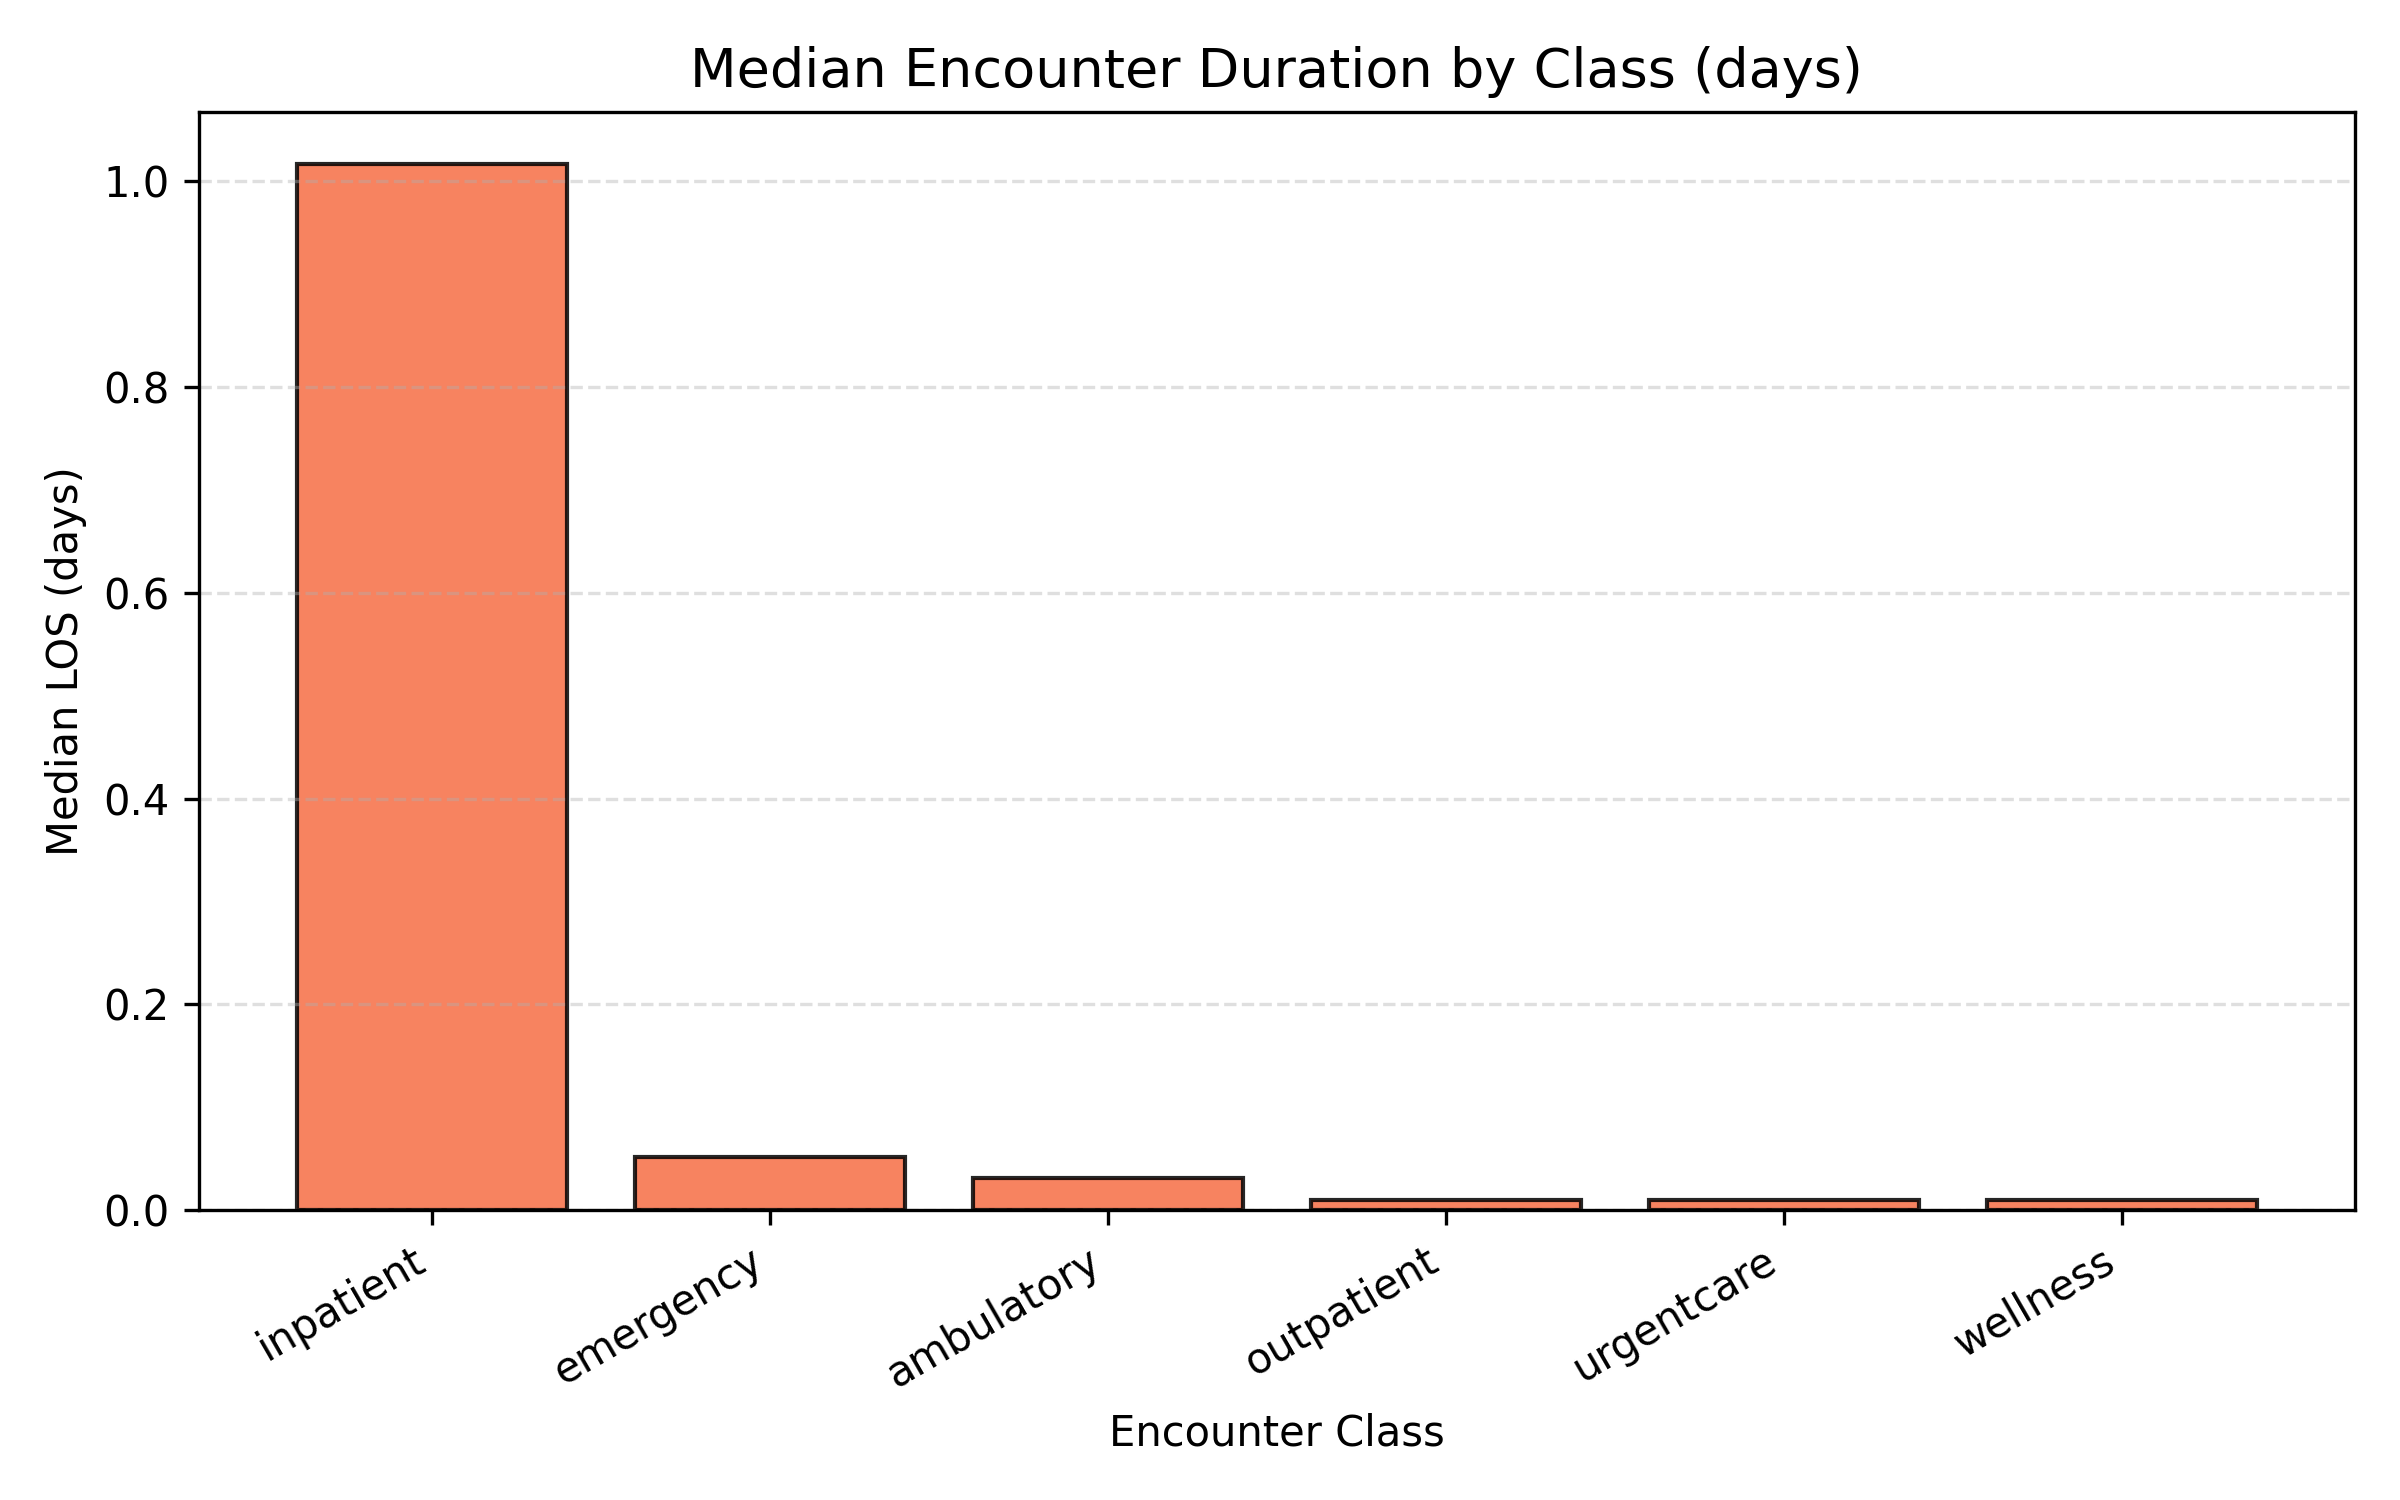 Median Encounter Duration by Class (days)
Median LOS (days)
1.0
0.8
0.6
0.4
0.2
0.0
inpatient
emergency
ambulatory
outpatient
urgentcare
wellness
Encounter Class